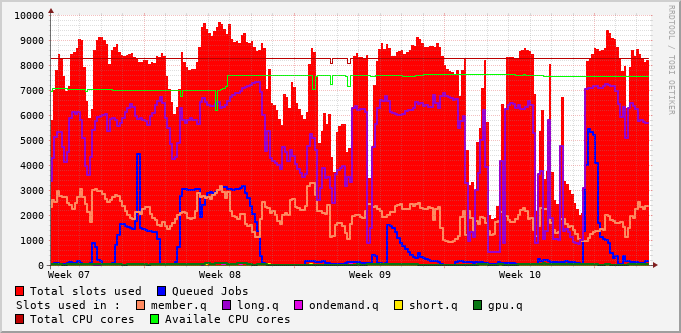 10000
9000
8000
7000
6000
5000
4000
3000
2000
1000
0
Week 07 Week 08 Week 09 Week 10
RRDTOOL / TOBI OETIKER
Total slots used Queued Jobs
Slots used in : member.q long.q ondemand.q short.q gpu.q
Total CPU cores Availale CPU cores